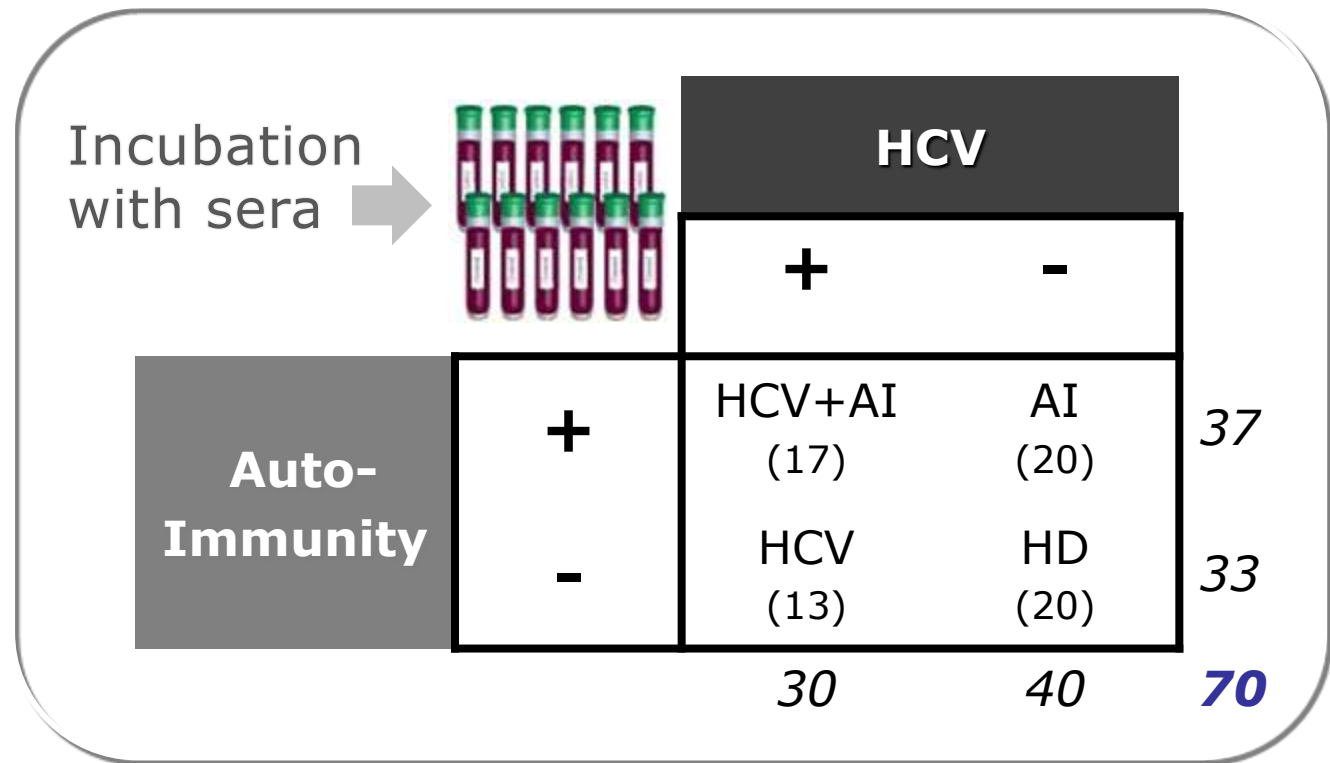 Incubation
with sera
HCV
+ -
Auto-
Immunity
+ HCV+AI AI 37
(17) (20)
- HCV HD 33
(13) (20)
30 40 70